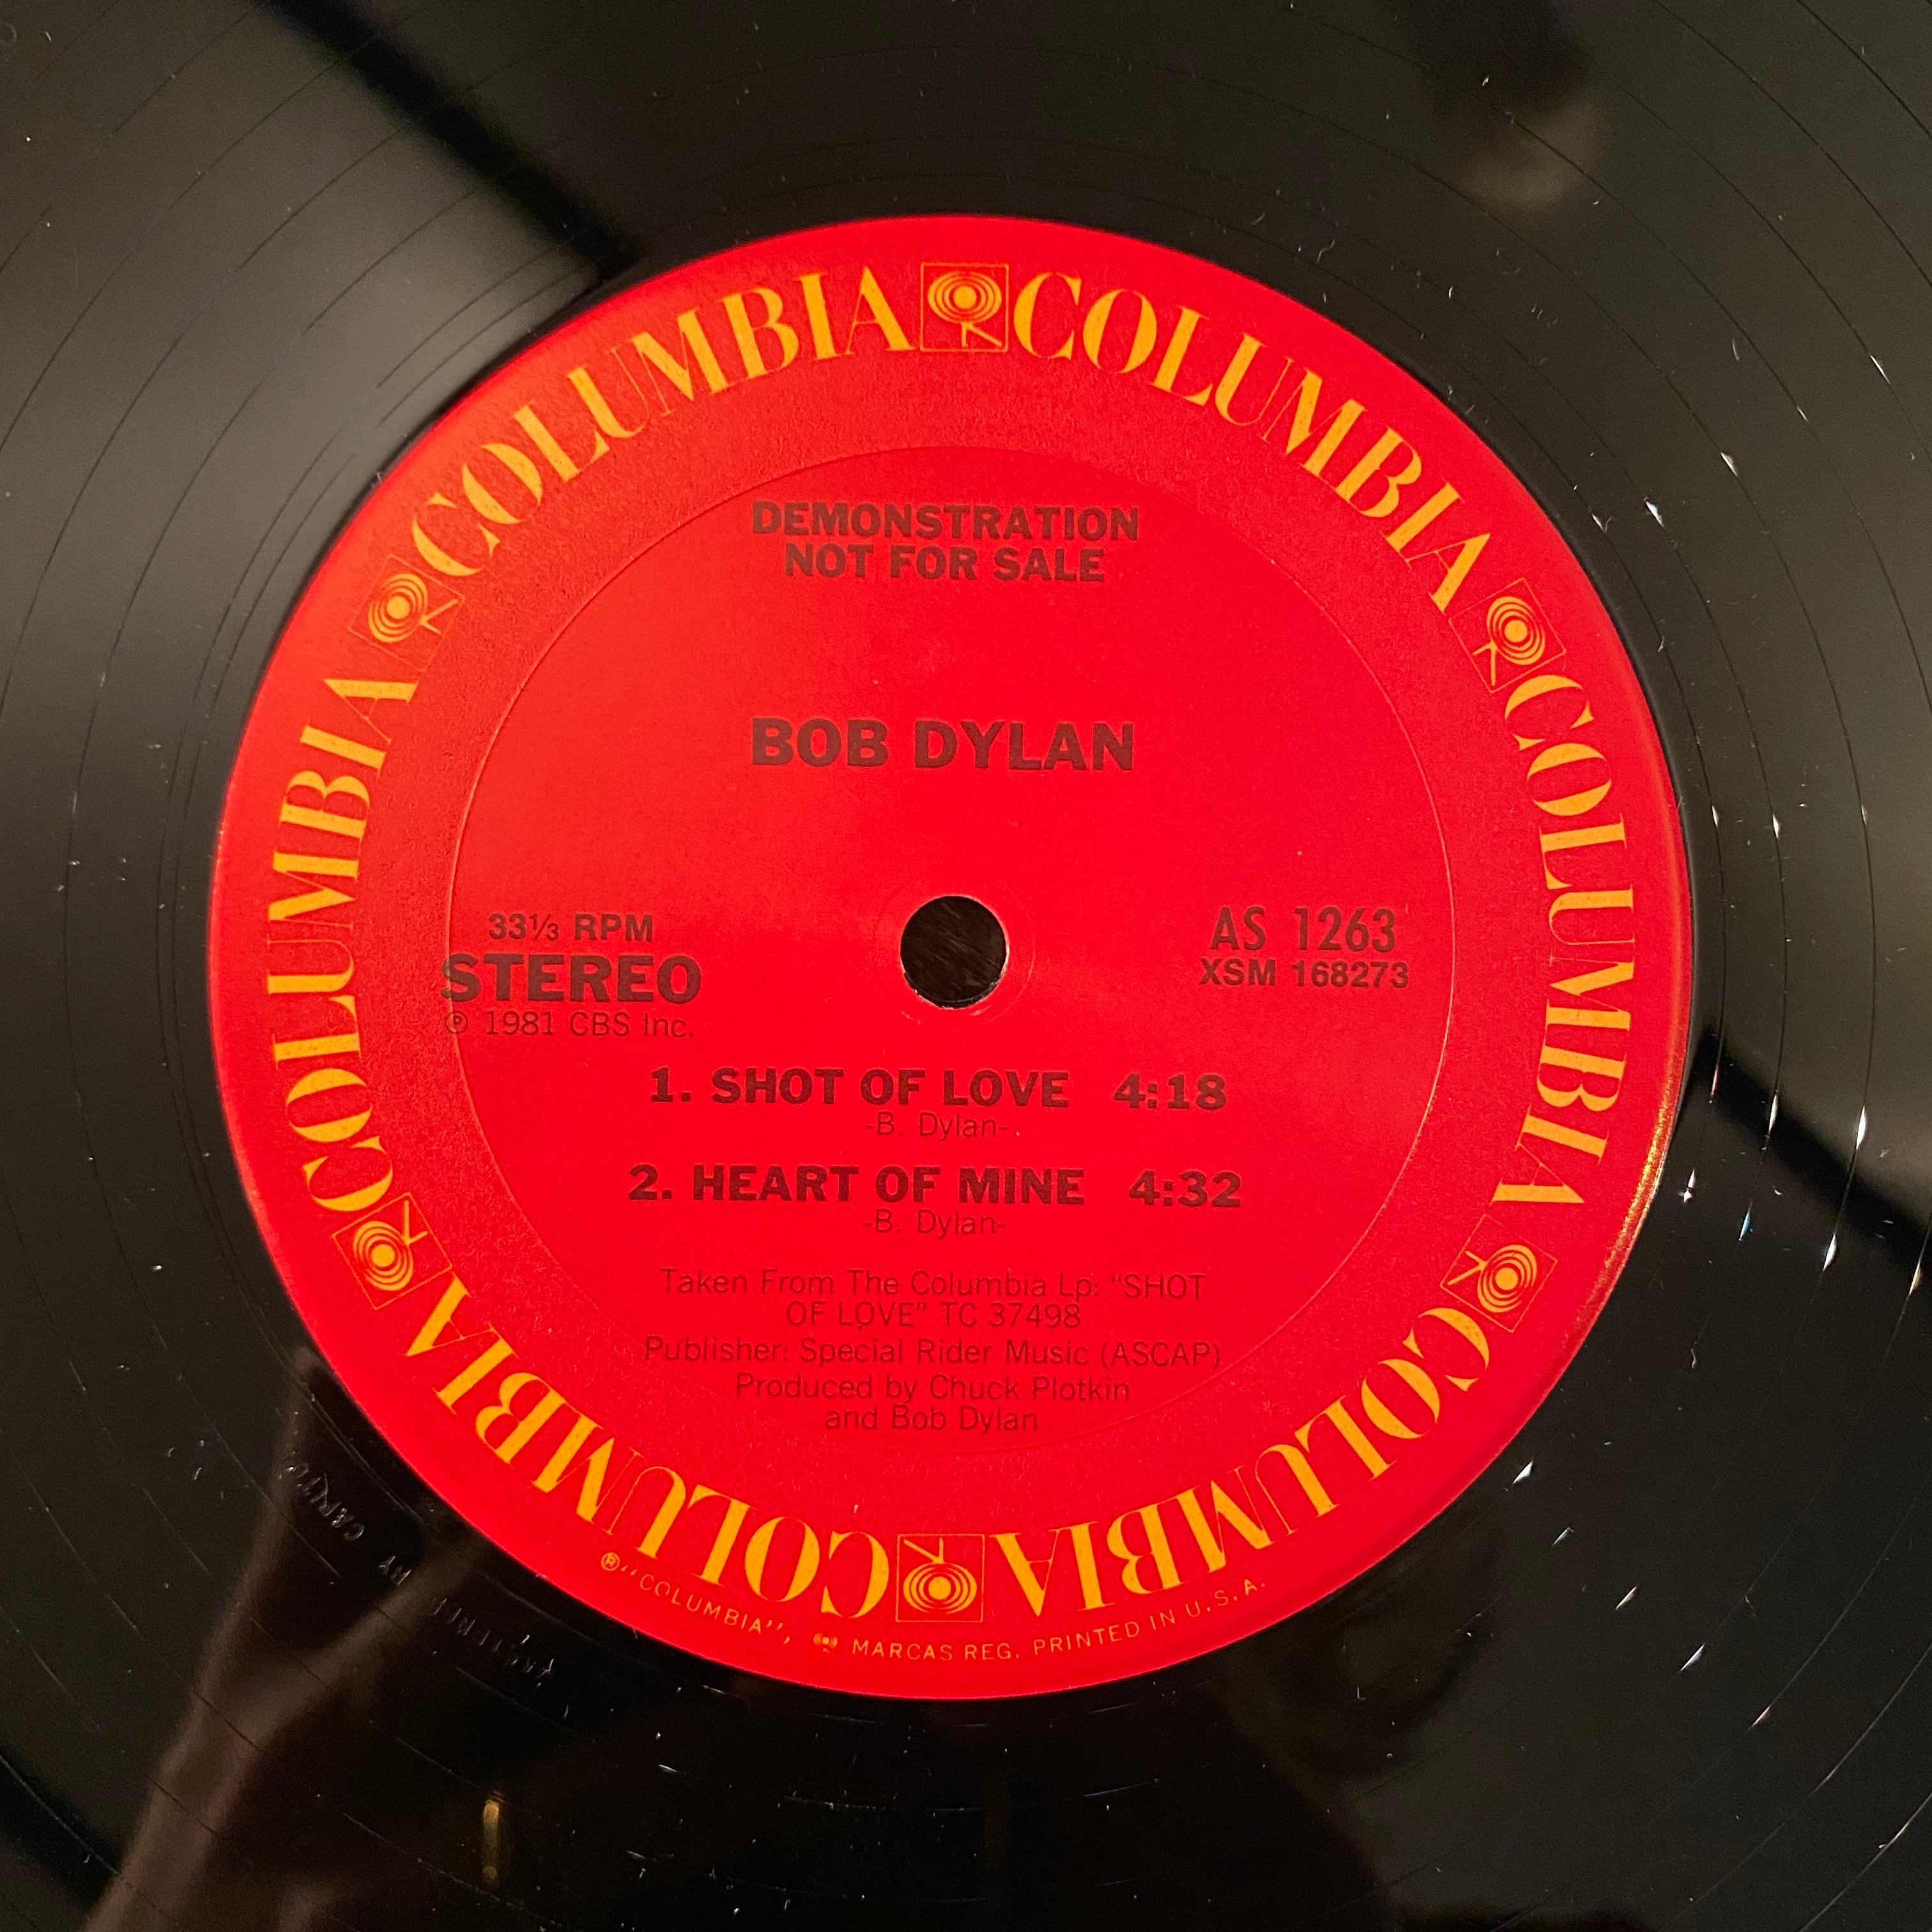 COLUMBIA COLUMBIA COLUMBIA COLUMBIA COLUMBIA COLUMBIA
DEMONSTRATION
NOT FOR SALE
BOB DYLAN
33⅓ RPM
STEREO
℗ 1981 CBS Inc.
AS 1263
XSM 168273
1. SHOT OF LOVE 4:18
-B. Dylan-
2. HEART OF MINE 4:32
-B. Dylan-
Taken From The Columbia Lp: "SHOT
OF LOVE" TC 37498
Publisher: Special Rider Music (ASCAP)
Produced by Chuck Plotkin
and Bob Dylan
® "COLUMBIA", MARCAS REG. PRINTED IN U.S.A.
MASTERED BY CAPITOL